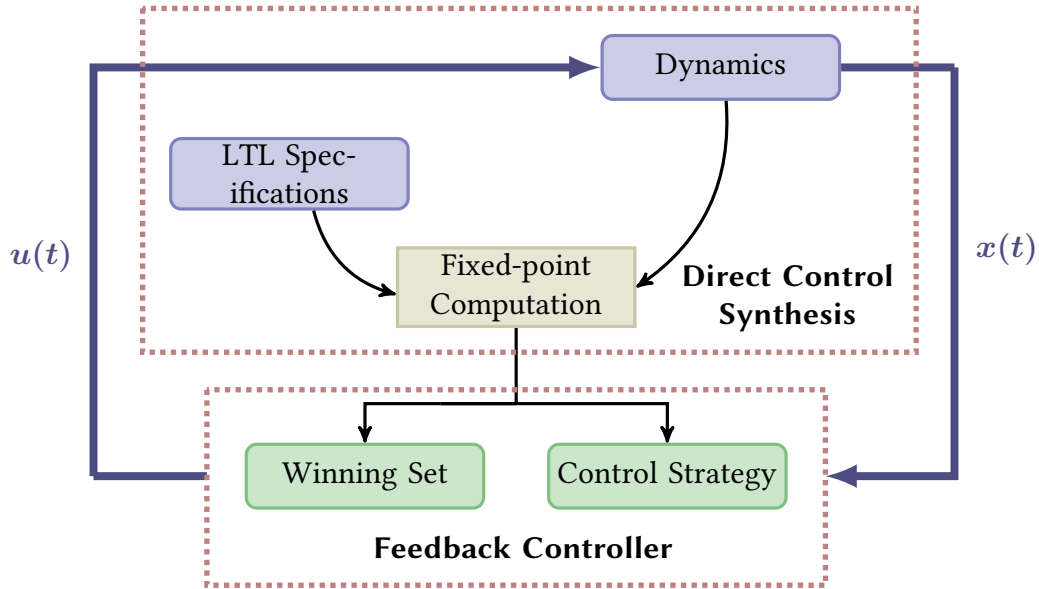 Dynamics
LTL Spec-
ifications
u(t)
x(t)
Fixed-point
Computation
Direct Control
Synthesis
Winning Set
Control Strategy
Feedback Controller